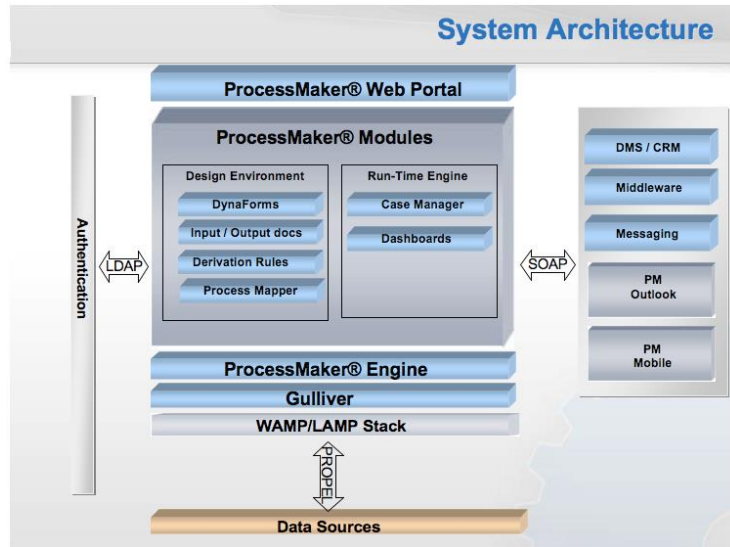 System Architecture
ProcessMaker® Web Portal
ProcessMaker® Modules
Design Environment
DynaForms
Input / Output docs
Derivation Rules
Process Mapper
Run-Time Engine
Case Manager
Dashboards
Authentication
LDAP
SOAP
DMS / CRM
Middleware
Messaging
PM
Outlook
PM
Mobile
ProcessMaker® Engine
Gulliver
WAMP/LAMP Stack
PROPEL
Data Sources